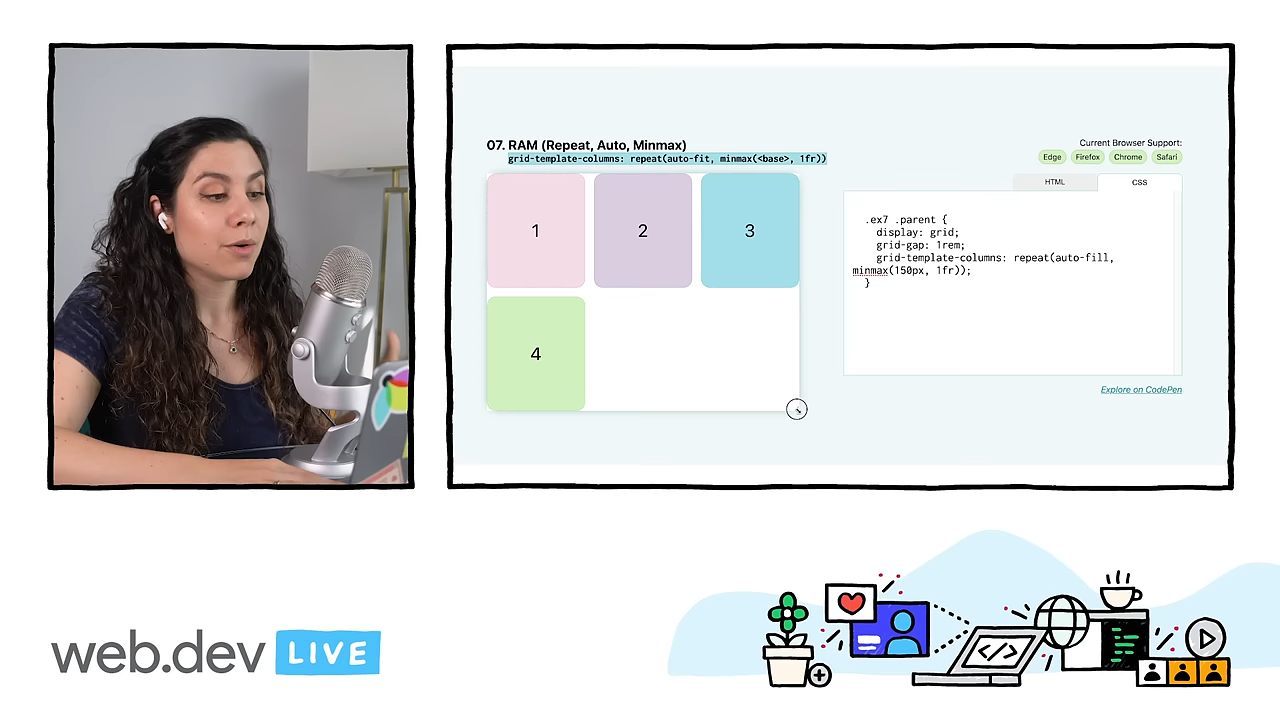 07. RAM (Repeat, Auto, Minmax)
grid-template-columns: repeat(auto-fit, minmax(<base>, 1fr))
1
2
3
4
Current Browser Support:
Edge
Firefox
Chrome
Safari
HTML
CSS
.ex7 .parent {
display: grid;
grid-gap: 1rem;
grid-template-columns: repeat(auto-fill,
minmax(150px, 1fr));
}
Explore on CodePen
web.dev LIVE